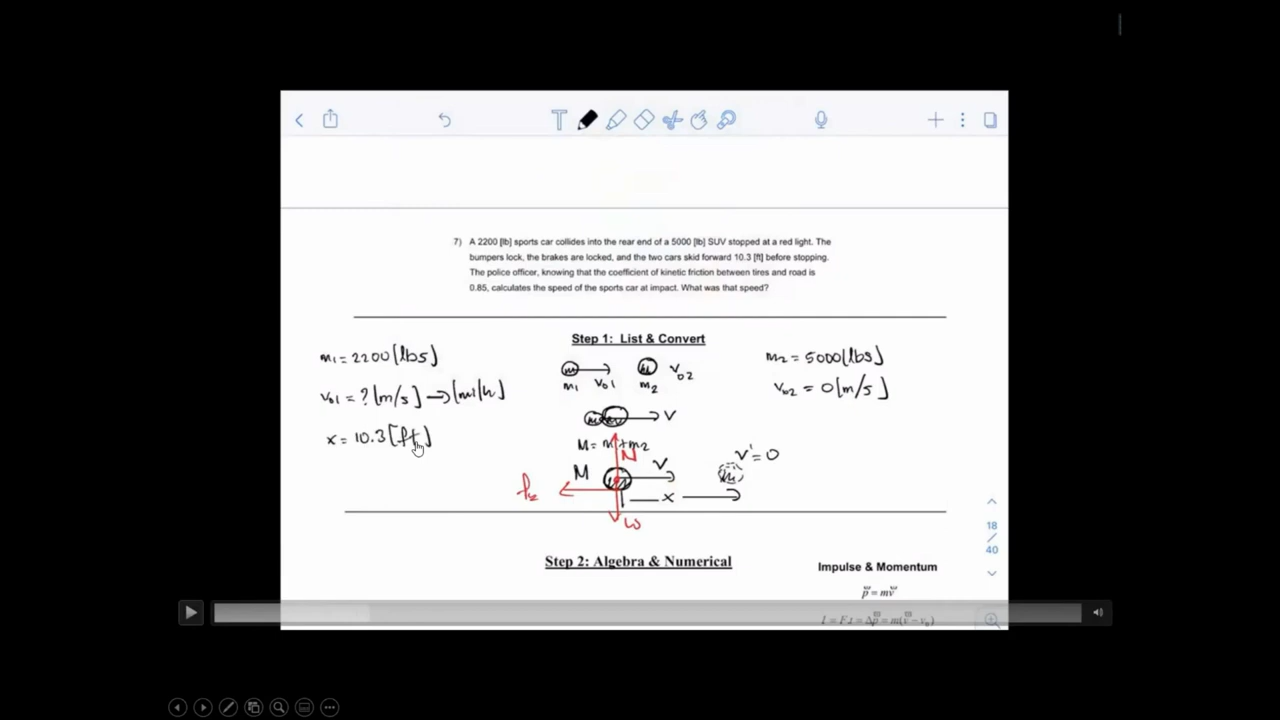 7) A 2200 [lb] sports car collides into the rear end of a 5000 [lb] SUV stopped at a red light. The
bumpers lock, the brakes are locked, and the two cars skid forward 10.3 [ft] before stopping.
The police officer, knowing that the coefficient of kinetic friction between tires and road is
0.85, calculates the speed of the sports car at impact. What was that speed?
Step 1: List & Convert
m₁ = 2200 [lbs]
v₀₁ = ? [m/s] → [mi/h]
x = 10.3 [ft]
m₁ v₀₁ m₂ v₀₂
v
M = m + m₂
N
M v v' = 0
fₖ x
w
m₂ = 5000 [lbs]
v₀₂ = 0 [m/s]
18
/
40
Step 2: Algebra & Numerical
Impulse & Momentum
p = mv
I = F t = Δp = m(v − v₀)